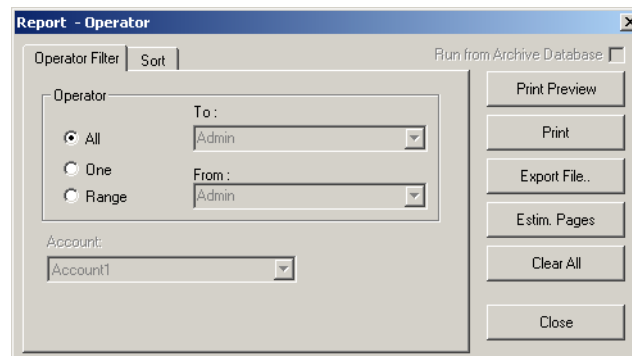 Report - Operator
Operator Filter
Sort
Run from Archive Database
Operator
To :
All
Admin
One
From :
Range
Admin
Account:
Account1
Print Preview
Print
Export File..
Estim. Pages
Clear All
Close